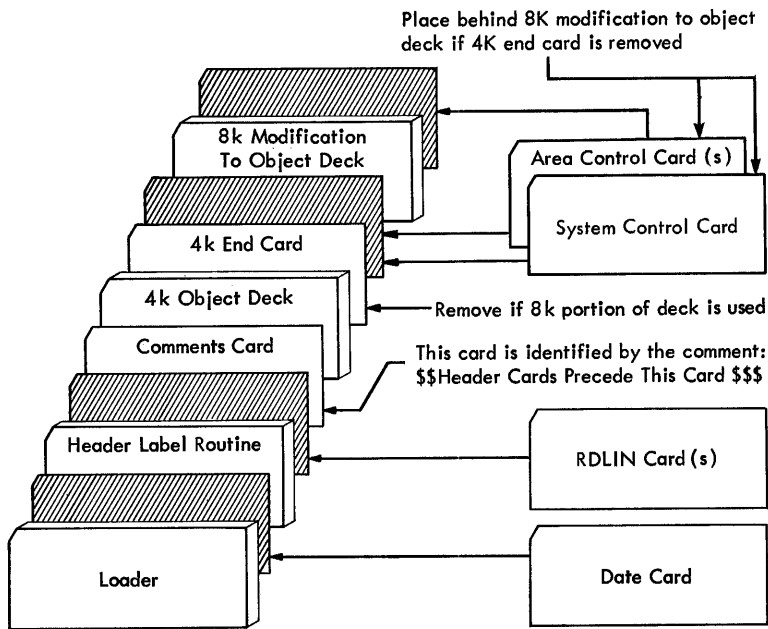 Place behind 8K modification to object
deck if 4K end card is removed
8k Modification
To Object Deck
Area Control Card (s)
System Control Card
4k End Card
4k Object Deck
Remove if 8k portion of deck is used
Comments Card
This card is identified by the comment:
$$Header Cards Precede This Card $$$
Header Label Routine
RDLIN Card (s)
Loader
Date Card